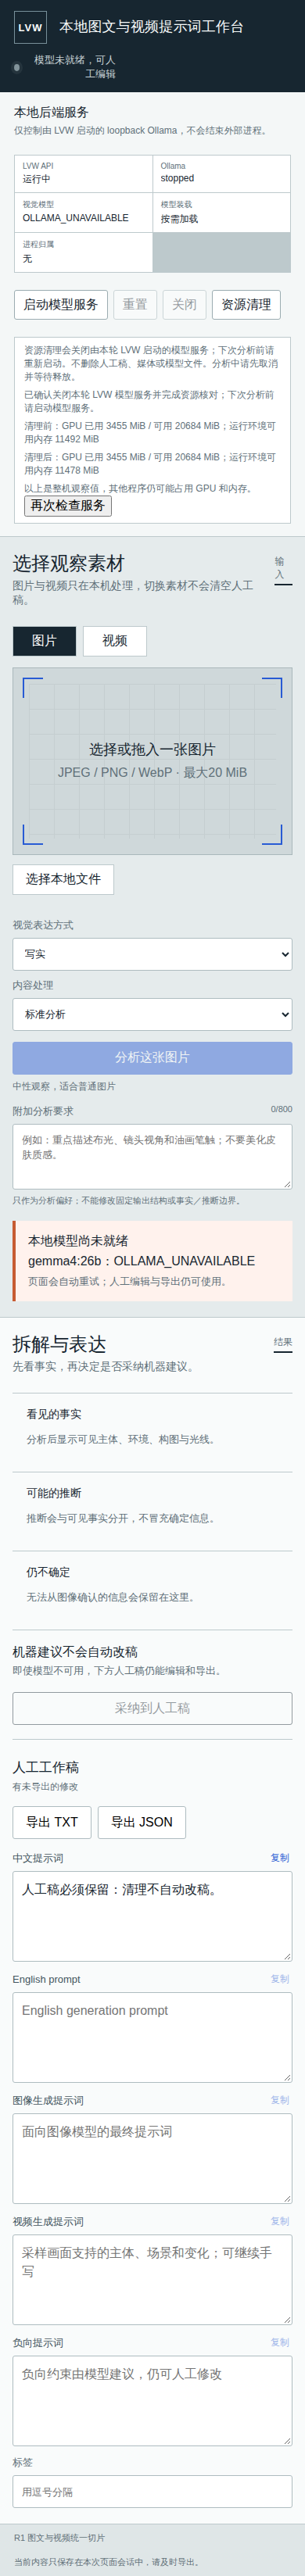 LVW
本地图文与视频提示词工作台
模型未就绪，可人
工编辑
本地后端服务
仅控制由 LVW 启动的 loopback Ollama，不会结束外部进程。
LVW API
运行中
Ollama
stopped
视觉模型
OLLAMA_UNAVAILABLE
模型装载
按需加载
进程归属
无
启动模型服务
重置
关闭
资源清理
资源清理会关闭由本轮 LVW 启动的模型服务；下次分析前请
重新启动。不删除人工稿、媒体或模型文件。分析中请先取消
并等待释放。
已确认关闭本轮 LVW 模型服务并完成资源核对；下次分析前
请启动模型服务。
清理前：GPU 已用 3455 MiB / 可用 20684 MiB；运行环境可
用内存 11492 MiB
清理后：GPU 已用 3455 MiB / 可用 20684 MiB；运行环境可
用内存 11478 MiB
以上是整机观察值，其他程序仍可能占用 GPU 和内存。
再次检查服务
选择观察素材
输
入
图片与视频只在本机处理，切换素材不会清空人工
稿。
图片
视频
选择或拖入一张图片
JPEG / PNG / WebP · 最大20 MiB
选择本地文件
视觉表达方式
写实
内容处理
标准分析
分析这张图片
中性观察，适合普通图片
附加分析要求
0/800
例如：重点描述布光、镜头视角和油画笔触；不要美化皮
肤质感。
只作为分析偏好；不能修改固定输出结构或事实／推断边界。
本地模型尚未就绪
gemma4:26b：OLLAMA_UNAVAILABLE
页面会自动重试；人工编辑与导出仍可使用。
拆解与表达
结果
先看事实，再决定是否采纳机器建议。
看见的事实
分析后显示可见主体、环境、构图与光线。
可能的推断
推断会与可见事实分开，不冒充确定信息。
仍不确定
无法从图像确认的信息会保留在这里。
机器建议不会自动改稿
即使模型不可用，下方人工稿仍能编辑和导出。
采纳到人工稿
人工工作稿
有未导出的修改
导出 TXT
导出 JSON
中文提示词
复制
人工稿必须保留：清理不自动改稿。
English prompt
复制
English generation prompt
图像生成提示词
复制
面向图像模型的最终提示词
视频生成提示词
复制
采样画面支持的主体、场景和变化；可继续手
写
负向提示词
复制
负向约束由模型建议，仍可人工修改
标签
用逗号分隔
R1 图文与视频统一切片
当前内容只保存在本次页面会话中，请及时导出。